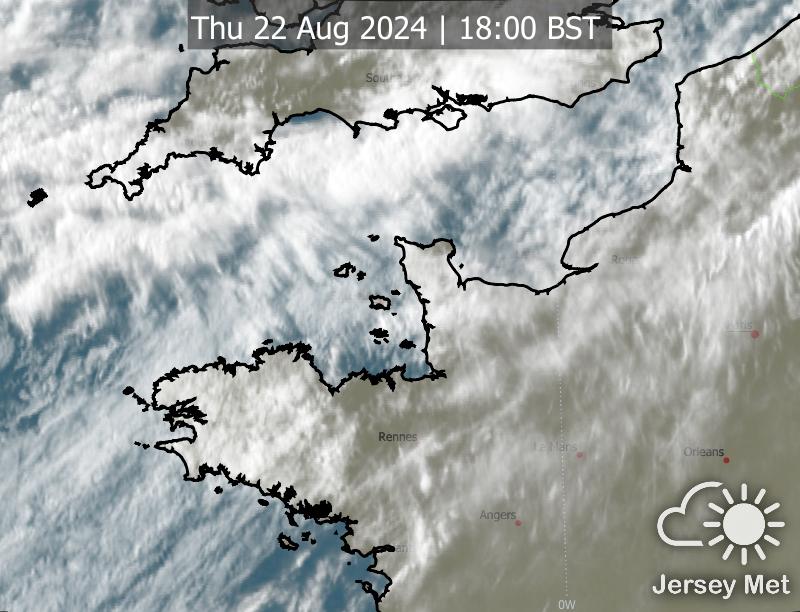 Thu 22 Aug 2024 | 18:00 BST
Rennes
Le Mans
Orleans
Angers
Jersey Met
0W